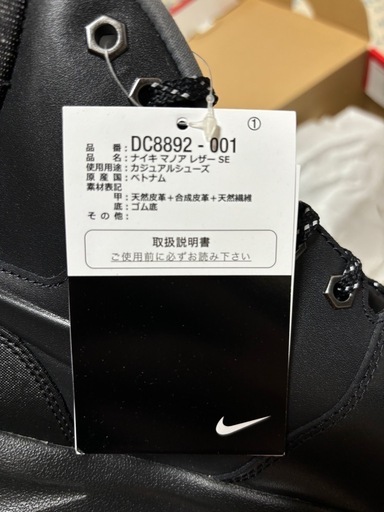 ①
品 番:DC8892-001
品 名:ナイキ マノア レザー SE
使用用途:カジュアルシューズ
原 産 国:ベトナム
素材表記
甲:天然皮革+合成皮革+天然繊維
底:ゴム底
そ の 他:
取扱説明書
ご使用前に必ずお読み下さい